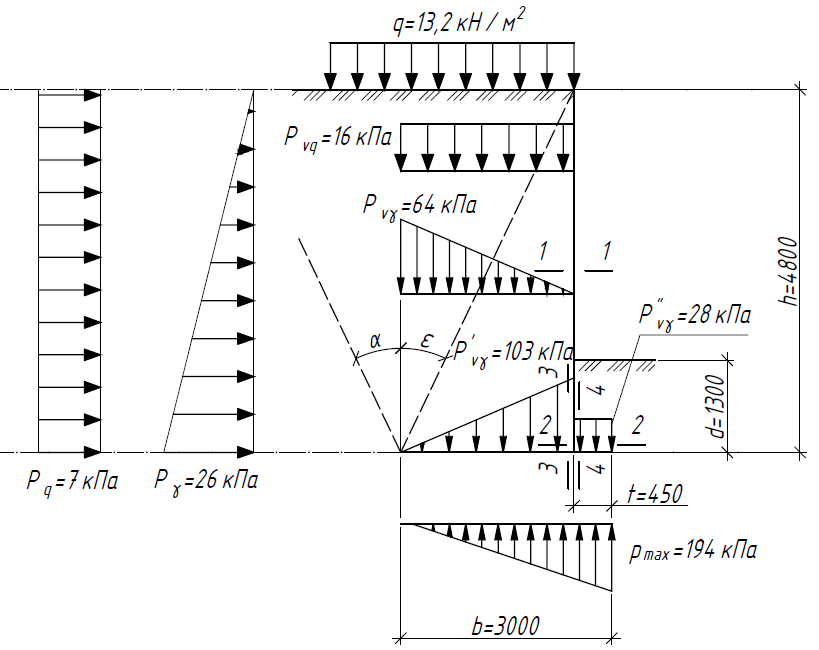 q=13,2 кН / м²
P vq=16 кПа
P vγ=64 кПа
1 1
P″vγ=28 кПа
h=4800
α ε
P′vγ=103 кПа
3 4
d=1300
2 2
3 4
P q=7 кПа P γ=26 кПа
t=450
p max=194 кПа
b=3000